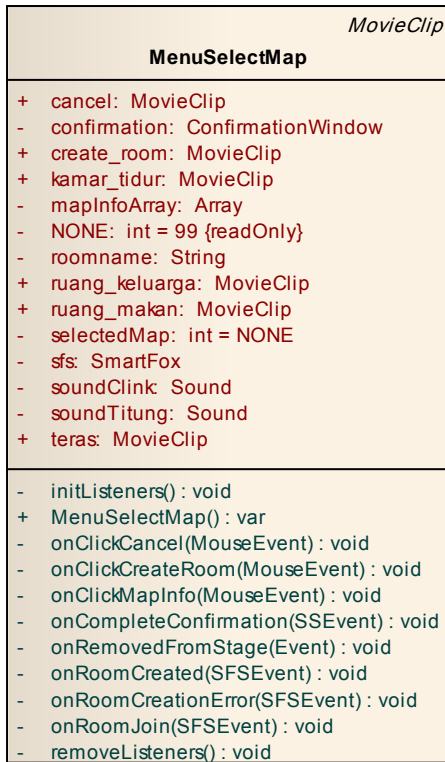 MovieClip
MenuSelectMap
+ cancel: MovieClip
- confirmation: ConfirmationWindow
+ create_room: MovieClip
+ kamar_tidur: MovieClip
- mapInfoArray: Array
- NONE: int = 99 {readOnly}
- roomname: String
+ ruang_keluarga: MovieClip
+ ruang_makan: MovieClip
- selectedMap: int = NONE
- sfs: SmartFox
- soundClink: Sound
- soundTitung: Sound
+ teras: MovieClip
- initListeners() : void
+ MenuSelectMap() : var
- onClickCancel(MouseEvent) : void
- onClickCreateRoom(MouseEvent) : void
- onClickMapInfo(MouseEvent) : void
- onCompleteConfirmation(SSEvent) : void
- onRemovedFromStage(Event) : void
- onRoomCreated(SFSEvent) : void
- onRoomCreationError(SFSEvent) : void
- onRoomJoin(SFSEvent) : void
- removeListeners() : void